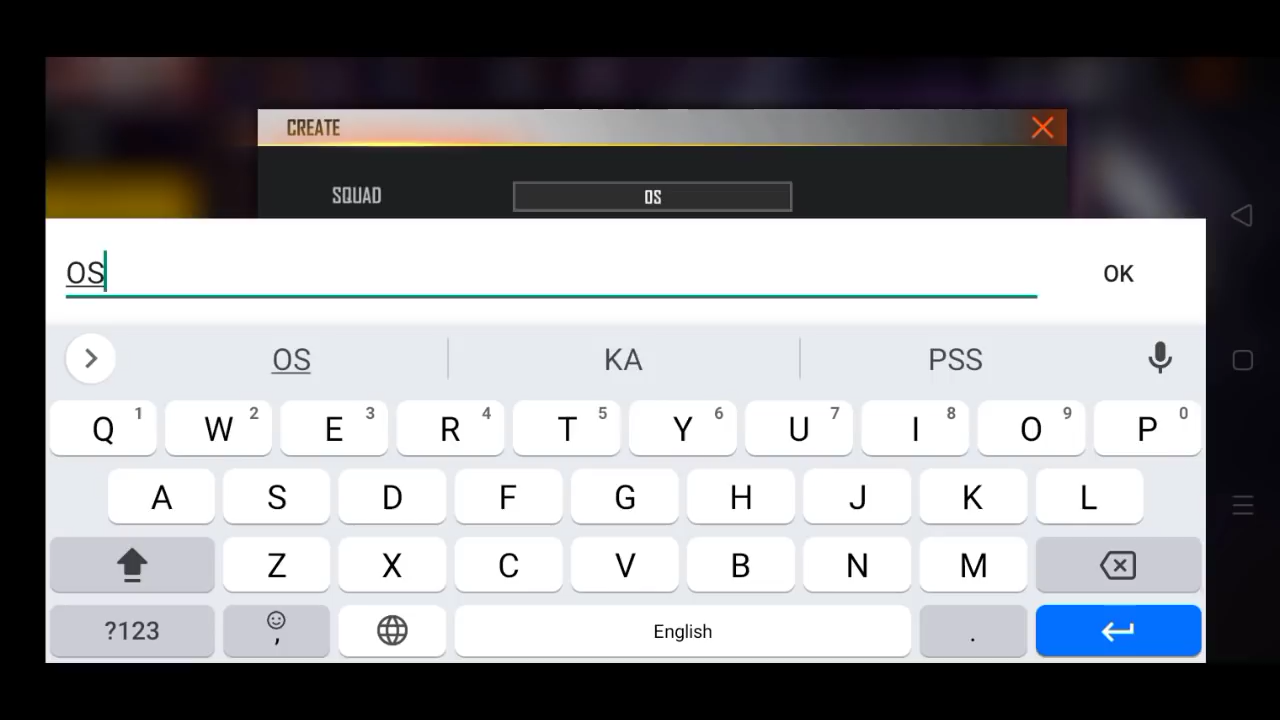 CREATE
SQUAD OS
OS OK
OS KA PSS
Q 1 W 2 E 3 R 4 T 5 Y 6 U 7 I 8 O 9 P 0
A S D F G H J K L
Z X C V B N M
?123 , English .